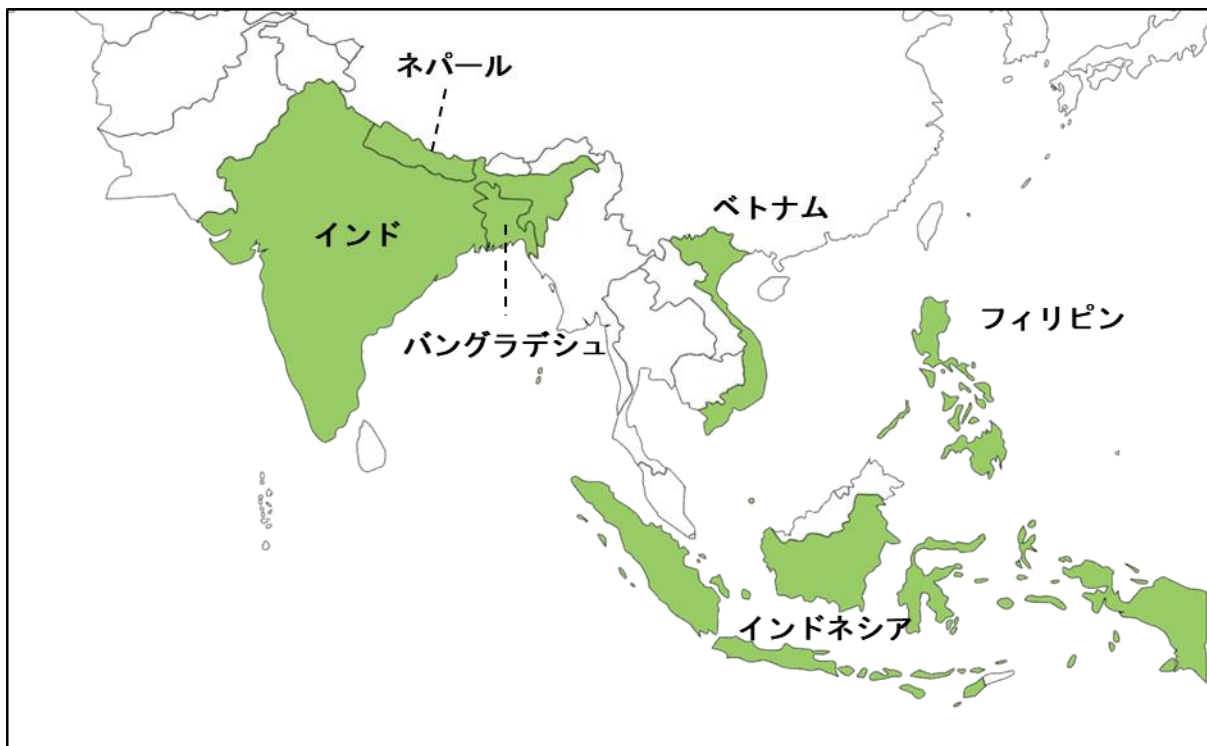 ネパール
ベトナム
インド
フィリピン
バングラデシュ
インドネシア